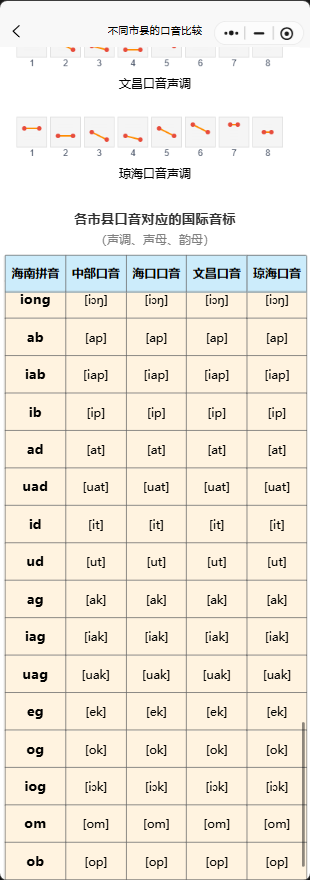 不同市县的口音比较
1 2 3 4 5 6 7 8
文昌口音声调
1 2 3 4 5 6 7 8
琼海口音声调
各市县口音对应的国际音标
（声调、声母、韵母）
海南拼音 中部口音 海口口音 文昌口音 琼海口音
iong [iɔŋ] [iɔŋ] [iɔŋ] [iɔŋ]
ab [ap] [ap] [ap] [ap]
iab [iap] [iap] [iap] [iap]
ib [ip] [ip] [ip] [ip]
ad [at] [at] [at] [at]
uad [uat] [uat] [uat] [uat]
id [it] [it] [it] [it]
ud [ut] [ut] [ut] [ut]
ag [ak] [ak] [ak] [ak]
iag [iak] [iak] [iak] [iak]
uag [uak] [uak] [uak] [uak]
eg [ek] [ek] [ek] [ek]
og [ok] [ok] [ok] [ok]
iog [iɔk] [iɔk] [iɔk] [iɔk]
om [om] [om] [om] [om]
ob [op] [op] [op] [op]